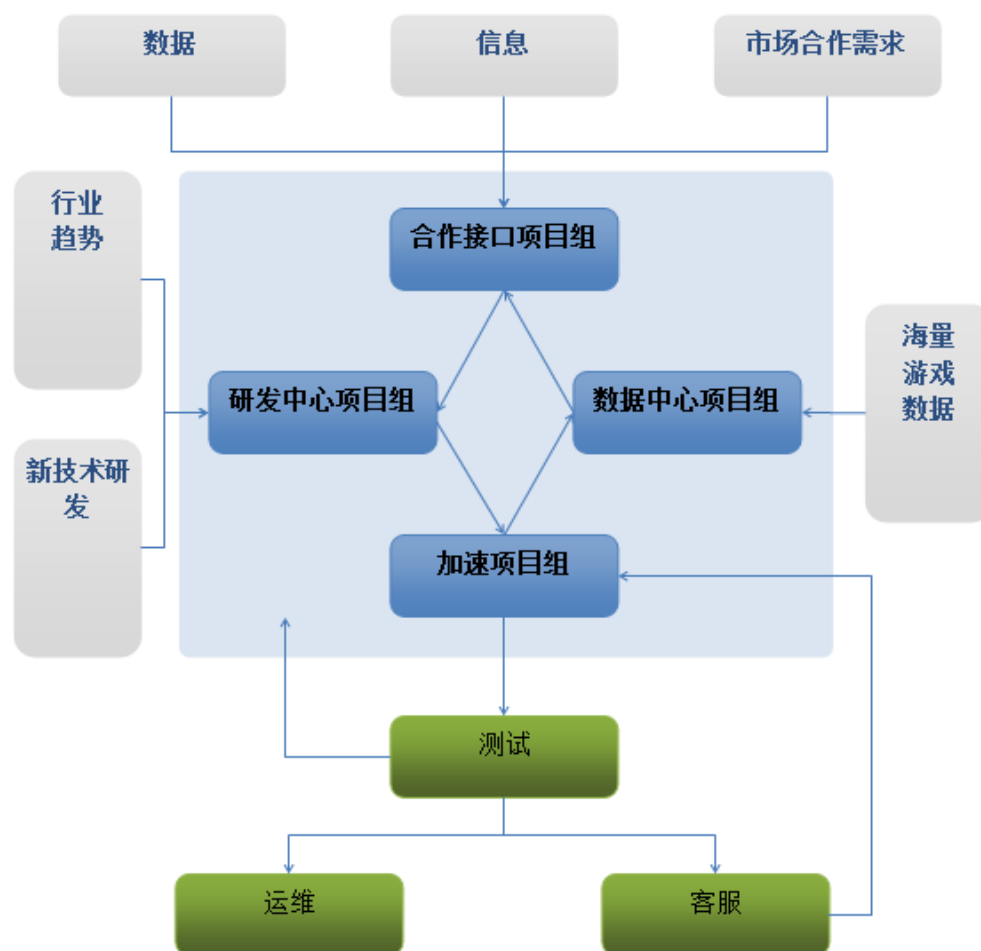 数据
信息
市场合作需求
行业
趋势
合作接口项目组
海量
游戏
数据
研发中心项目组
数据中心项目组
新技术研
发
加速项目组
测试
运维
客服